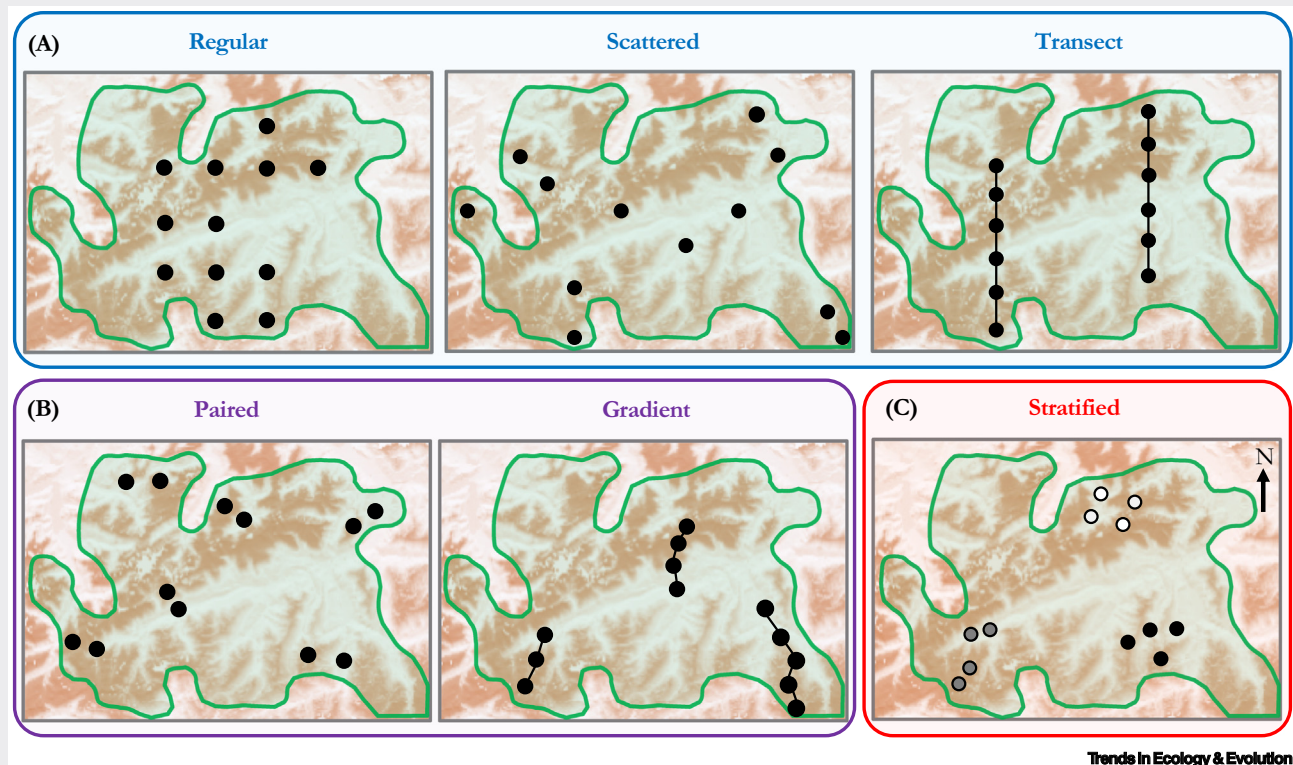 (A)
Regular
Scattered
Transect
(B)
Paired
Gradient
(C)
Stratified
N
Trends in Ecology & Evolution